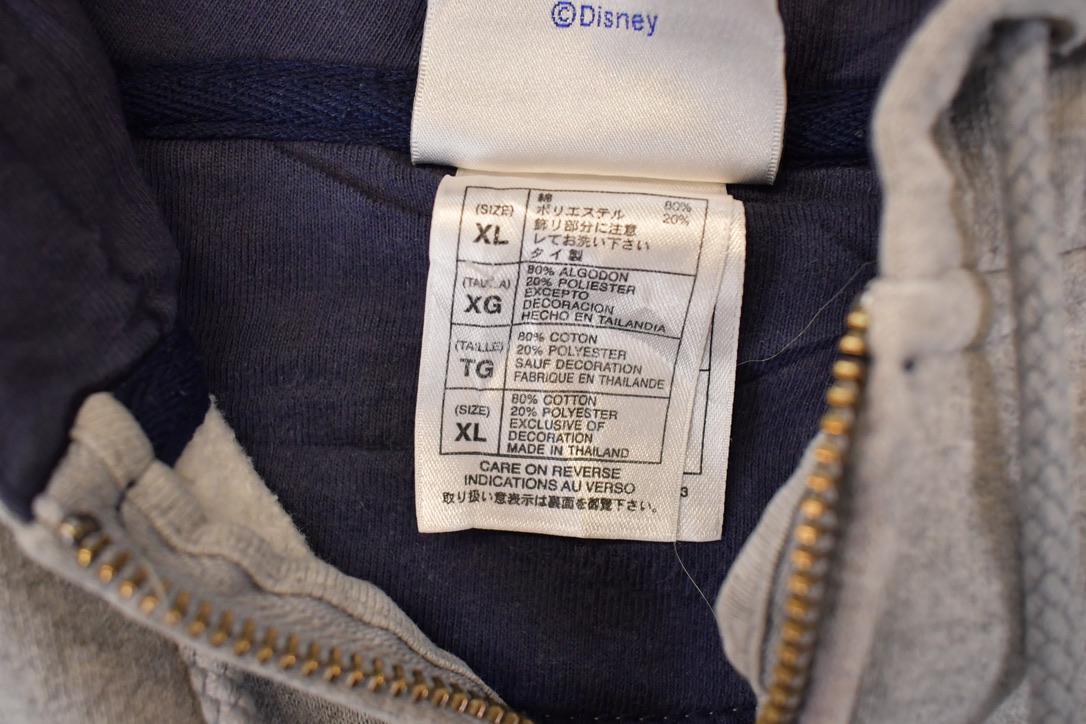 ©Disney
(SIZE)
XL
綿 80%
ポリエステル 20%
飾り部分に注意
レてお洗い下さい
タイ製
(TALLA)
XG
80% ALGODON
20% POLIESTER
EXCEPTO
DECORACION
HECHO EN TAILANDIA
(TAILLE)
TG
80% COTON
20% POLYESTER
SAUF DECORATION
FABRIQUE EN THAILANDE
(SIZE)
XL
80% COTTON
20% POLYESTER
EXCLUSIVE OF
DECORATION
MADE IN THAILAND
CARE ON REVERSE
INDICATIONS AU VERSO
取り扱い意表示は裏面を御覽下さい。
3